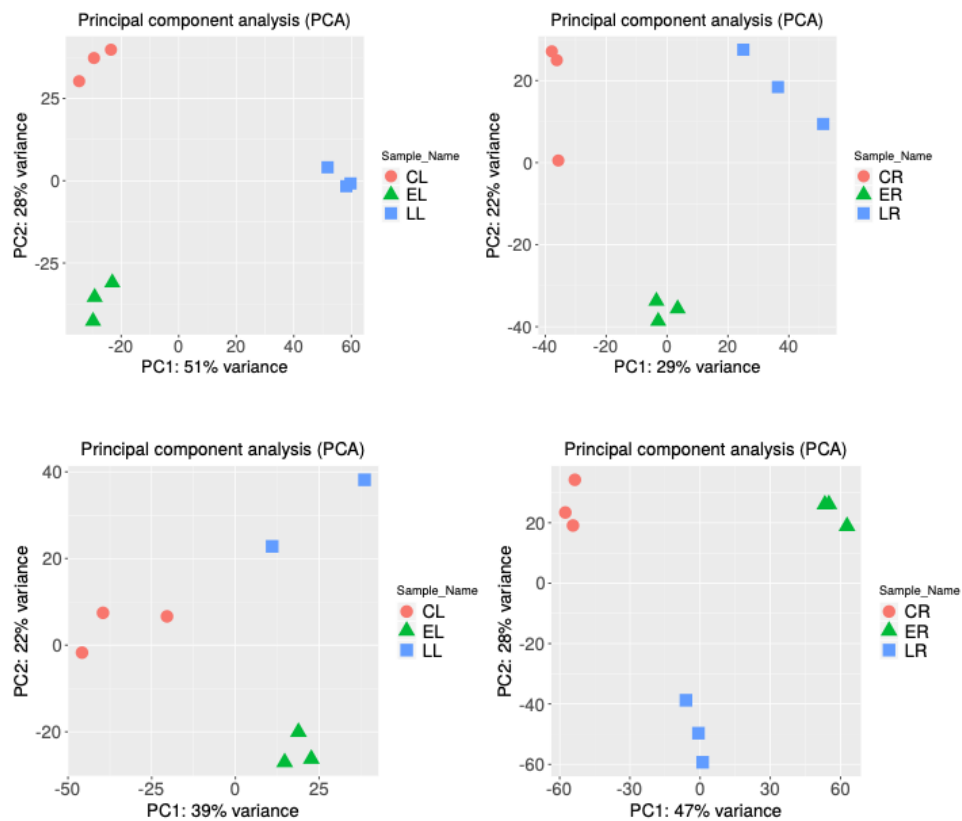 Principal component analysis (PCA)
25
0
-25
PC2: 28% variance
-20
0
20
40
60
PC1: 51% variance
Sample_Name
CL
EL
LL
Principal component analysis (PCA)
20
0
-20
-40
PC2: 22% variance
-40
-20
0
20
40
PC1: 29% variance
Sample_Name
CR
ER
LR
Principal component analysis (PCA)
40
20
0
-20
PC2: 22% variance
-50
-25
0
25
PC1: 39% variance
Sample_Name
CL
EL
LL
Principal component analysis (PCA)
20
0
-20
-40
-60
PC2: 28% variance
-60
-30
0
30
60
PC1: 47% variance
Sample_Name
CR
ER
LR